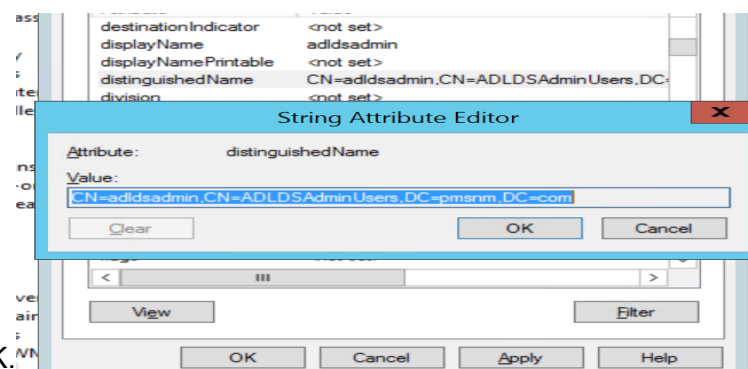 destinationIndicator <not set>
displayName adldsadmin
displayNamePrintable <not set>
distinguishedName CN=adldsadmin,CN=ADLDSAdminUsers,DC=
division <not set>
String Attribute Editor
Attribute: distinguishedName
Value:
CN=adldsadmin,CN=ADLDSAdminUsers,DC=pmsnm,DC=com
Clear OK Cancel
View Filter
OK Cancel Apply Help